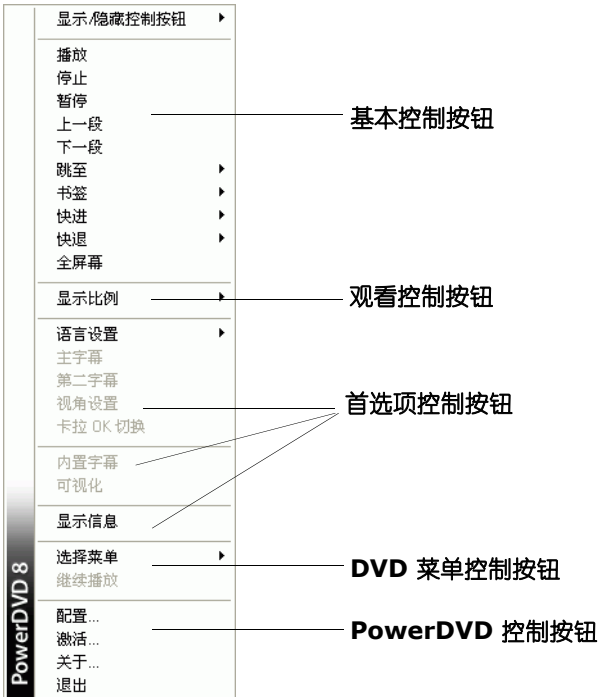 显示/隐藏控制按钮
播放
停止
暂停
上一段
下一段
跳至
书签
快进
快退
全屏幕
显示比例
语言设置
主字幕
第二字幕
视角设置
卡拉 OK 切换
内置字幕
可视化
显示信息
选择菜单
继续播放
配置...
激活...
关于...
退出
PowerDVD 8
基本控制按钮
观看控制按钮
首选项控制按钮
DVD 菜单控制按钮
PowerDVD 控制按钮